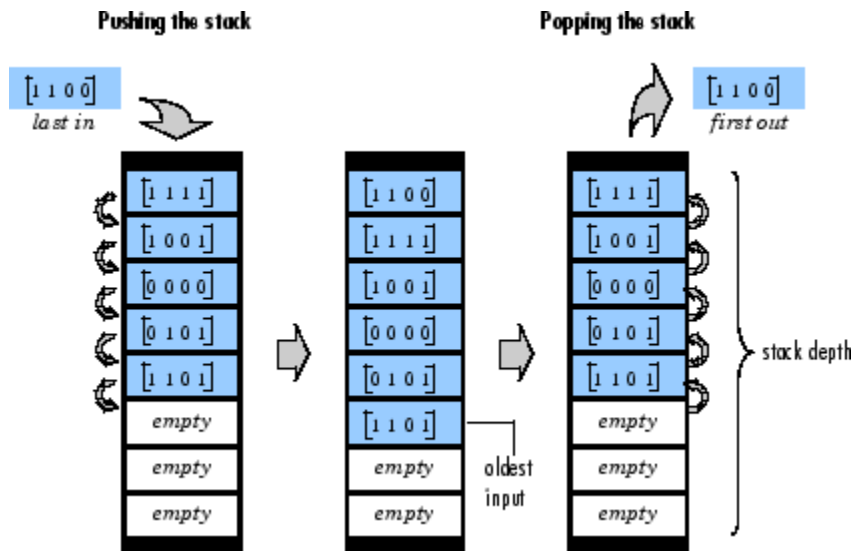 Pushing the stack
Popping the stack
[1 1 0 0]
last in
[1 1 0 0]
first out
[1 1 1 1]
[1 0 0 1]
[0 0 0 0]
[0 1 0 1]
[1 1 0 1]
empty
empty
empty
[1 1 0 0]
[1 1 1 1]
[1 0 0 1]
[0 0 0 0]
[0 1 0 1]
[1 1 0 1]
empty
empty
oldest
input
[1 1 1 1]
[1 0 0 1]
[0 0 0 0]
[0 1 0 1]
[1 1 0 1]
empty
empty
empty
stack depth